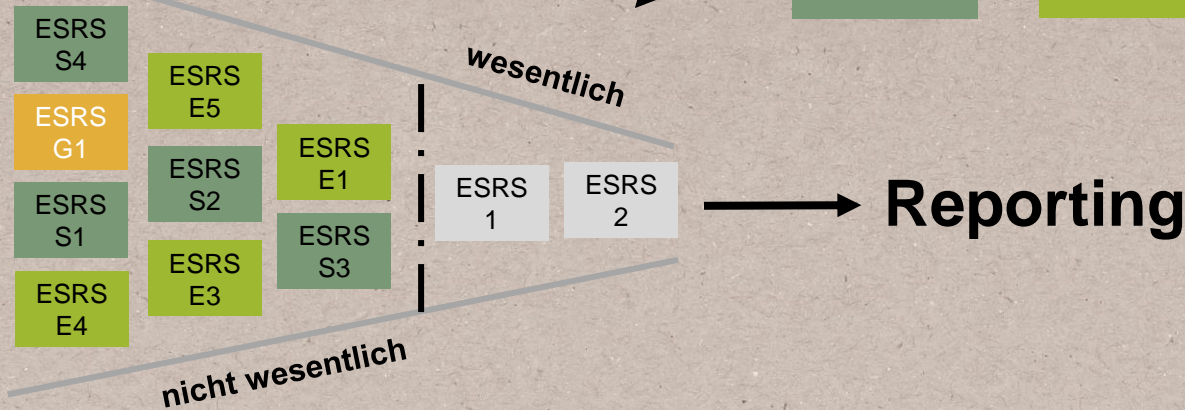 ESRS
S4
ESRS
G1
ESRS
S1
ESRS
E4
ESRS
E5
ESRS
S2
ESRS
E3
ESRS
E1
ESRS
S3
wesentlich
nicht wesentlich
ESRS
1
ESRS
2
Reporting